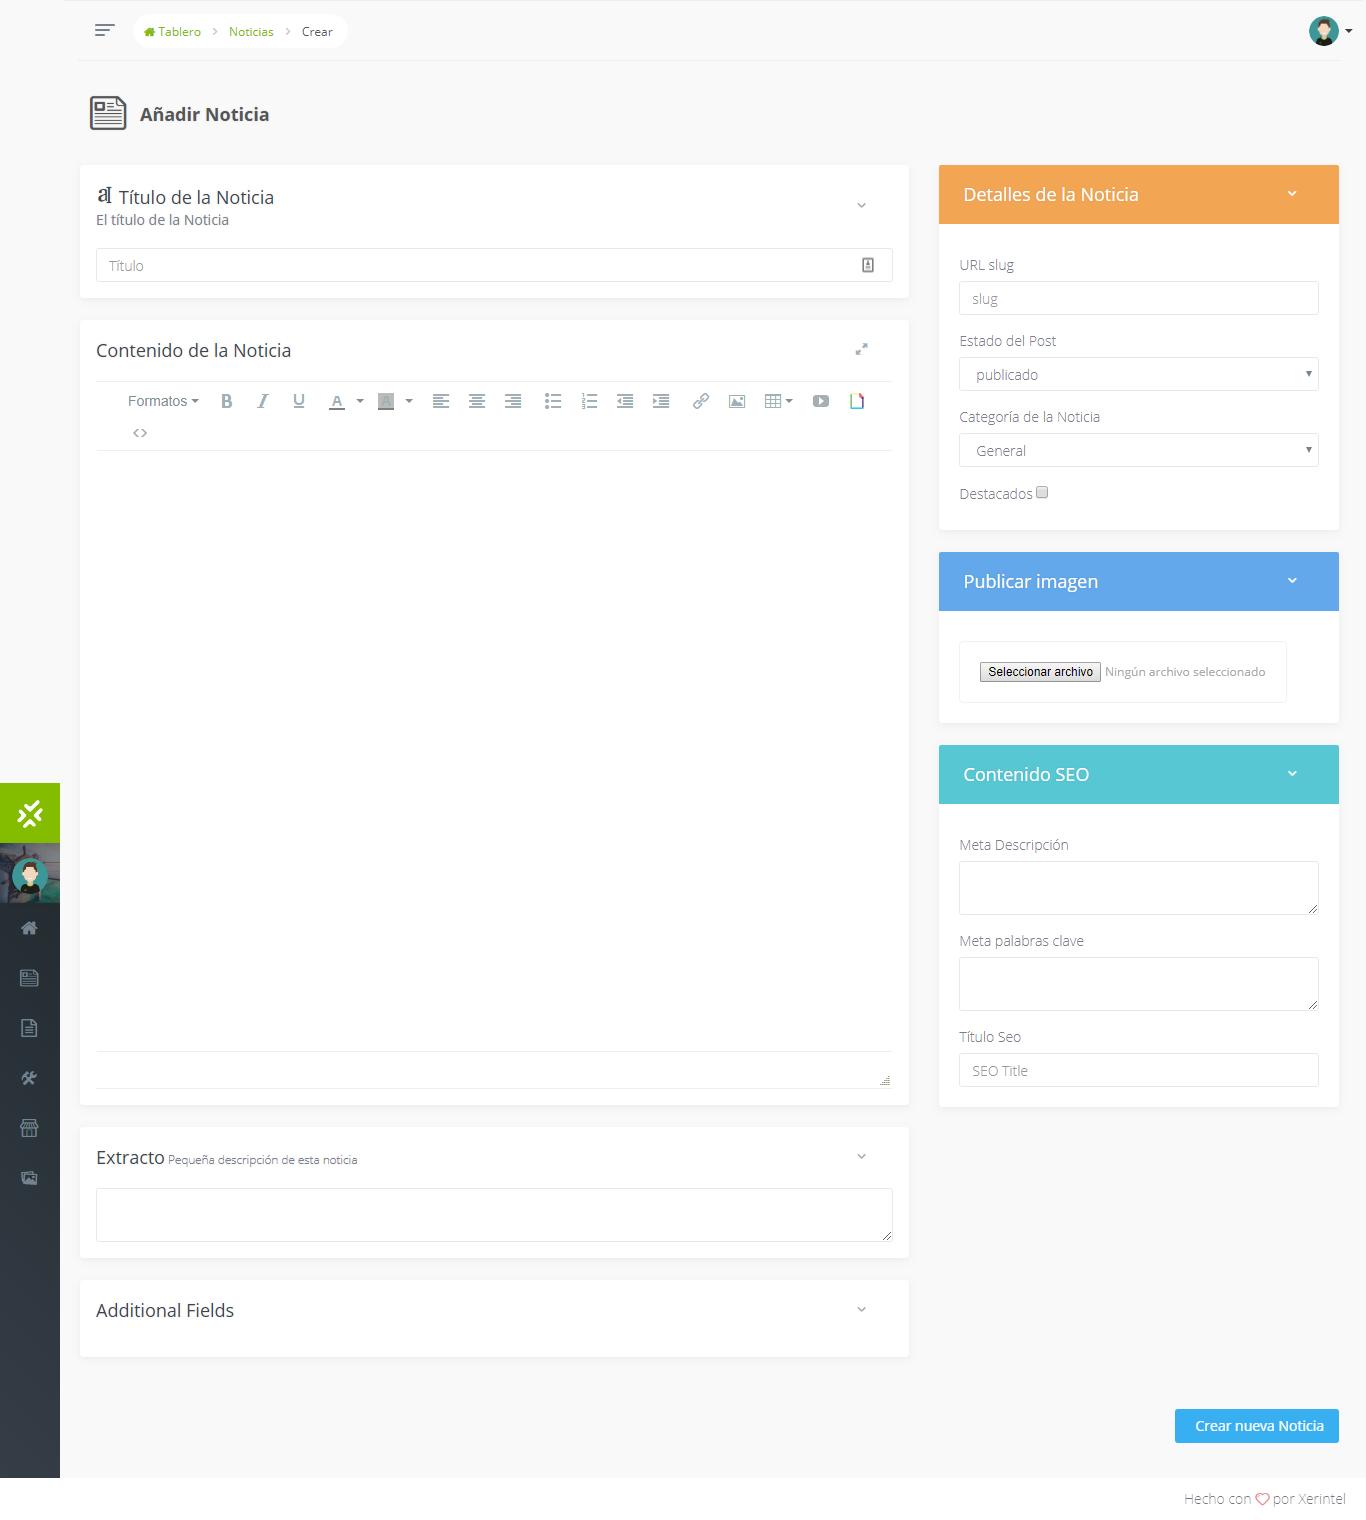 Tablero > Noticias > Crear
Añadir Noticia
Título de la Noticia
El título de la Noticia
Título
Contenido de la Noticia
Formatos B I U A A
<>
Extracto Pequeña descripción de esta noticia
Additional Fields
Detalles de la Noticia
URL slug
slug
Estado del Post
publicado
Categoría de la Noticia
General
Destacados
Publicar imagen
Seleccionar archivo Ningún archivo seleccionado
Contenido SEO
Meta Descripción
Meta palabras clave
Título Seo
SEO Title
Crear nueva Noticia
Hecho con ♡ por Xerintel